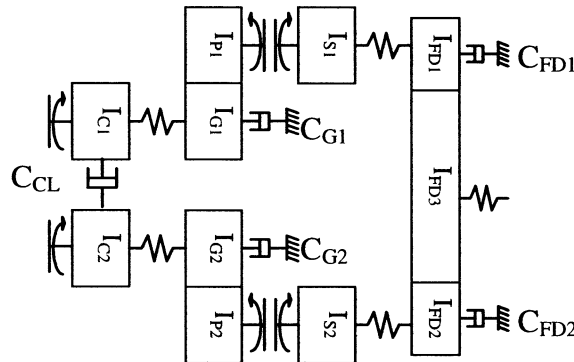 I_P1
I_S1
I_FD1
C_FD1
I_C1
I_G1
C_G1
C_CL
I_FD3
I_C2
I_G2
C_G2
I_P2
I_S2
I_FD2
C_FD2